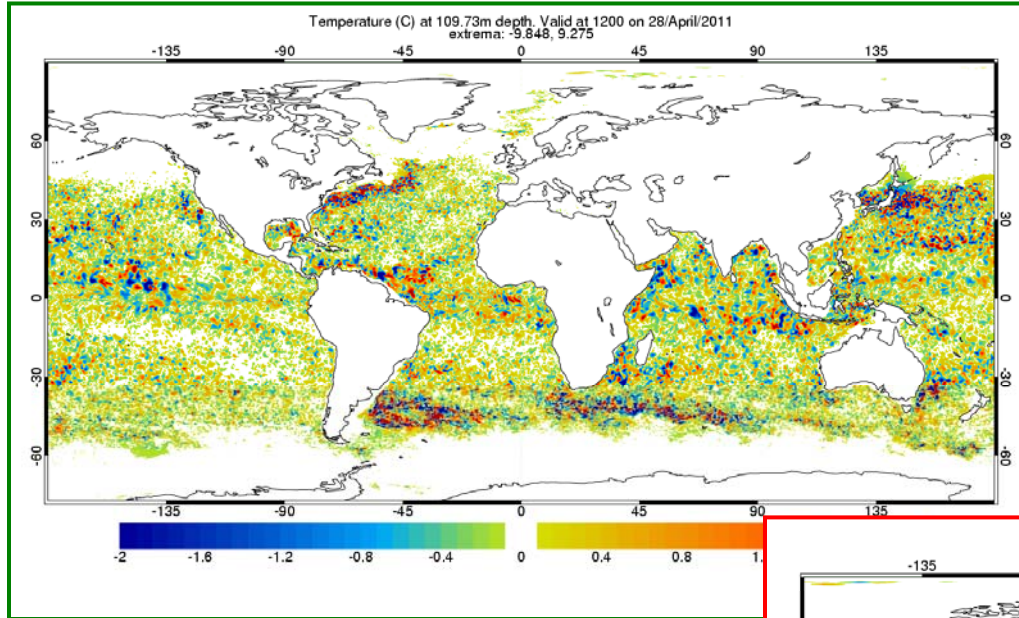 Temperature (C) at 109.73m depth. Valid at 1200 on 28/April/2011
extrema: -9.848, 9.275
-135 -90 -45 0 45 90 135
60 60
30 30
0 0
-30 -30
-60 -60
-135 -90 -45 0 45 90 135
-2 -1.6 -1.2 -0.8 -0.4 0 0.4 0.8 1.
-135